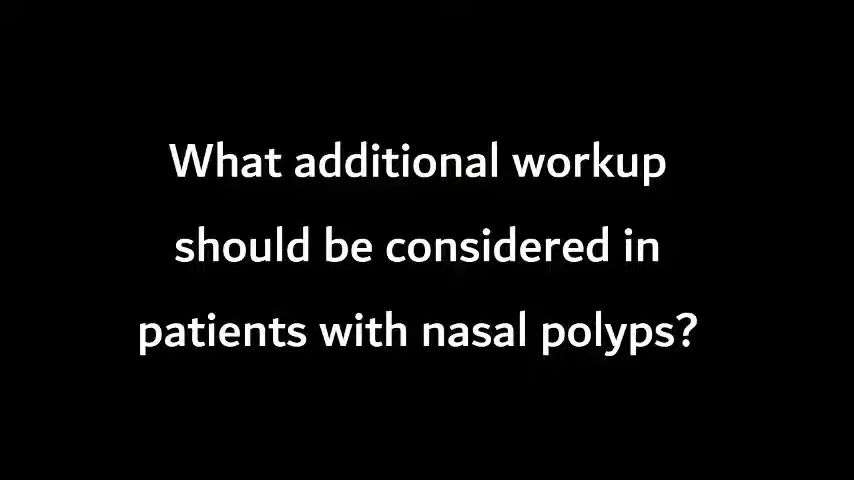 What additional workup
should be considered in
patients with nasal polyps?